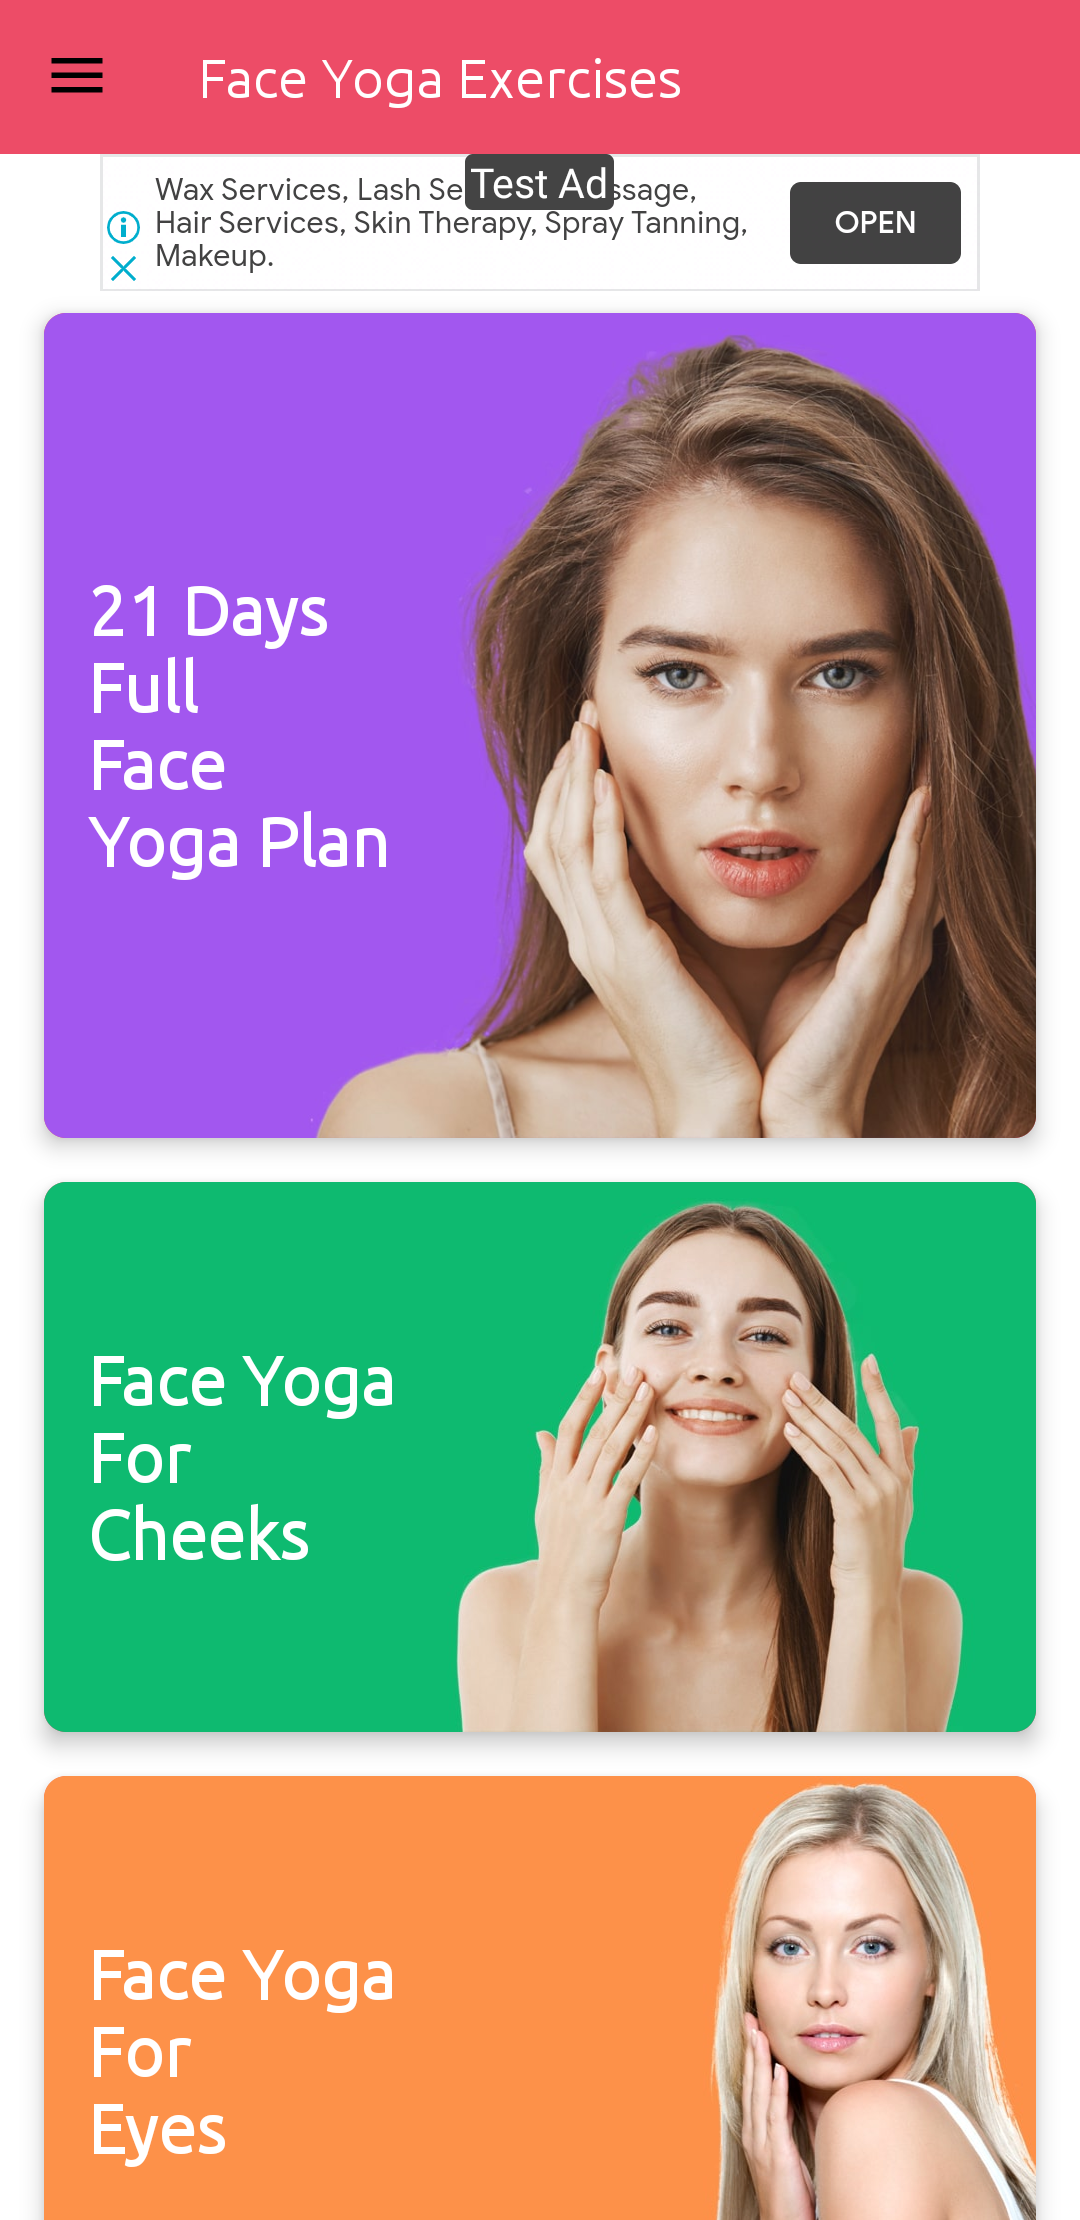 Face Yoga Exercises
Test Ad
Wax Services, Lash Se ssage,
Hair Services, Skin Therapy, Spray Tanning,
Makeup.
OPEN
21 Days
Full
Face
Yoga Plan
Face Yoga
For
Cheeks
Face Yoga
For
Eyes